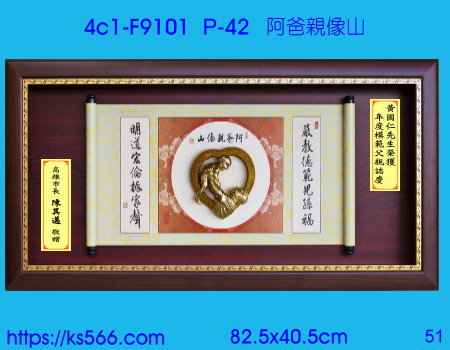 4c1-F9101 P-42 阿爸親像山
黃國仁先生榮獲
年度模範父親誌慶
嚴教德範兒孫福
山像親爸阿
明道宏倫振家聲
高雄市長 陳其邁 敬贈
https://ks566.com 82.5x40.5cm 51